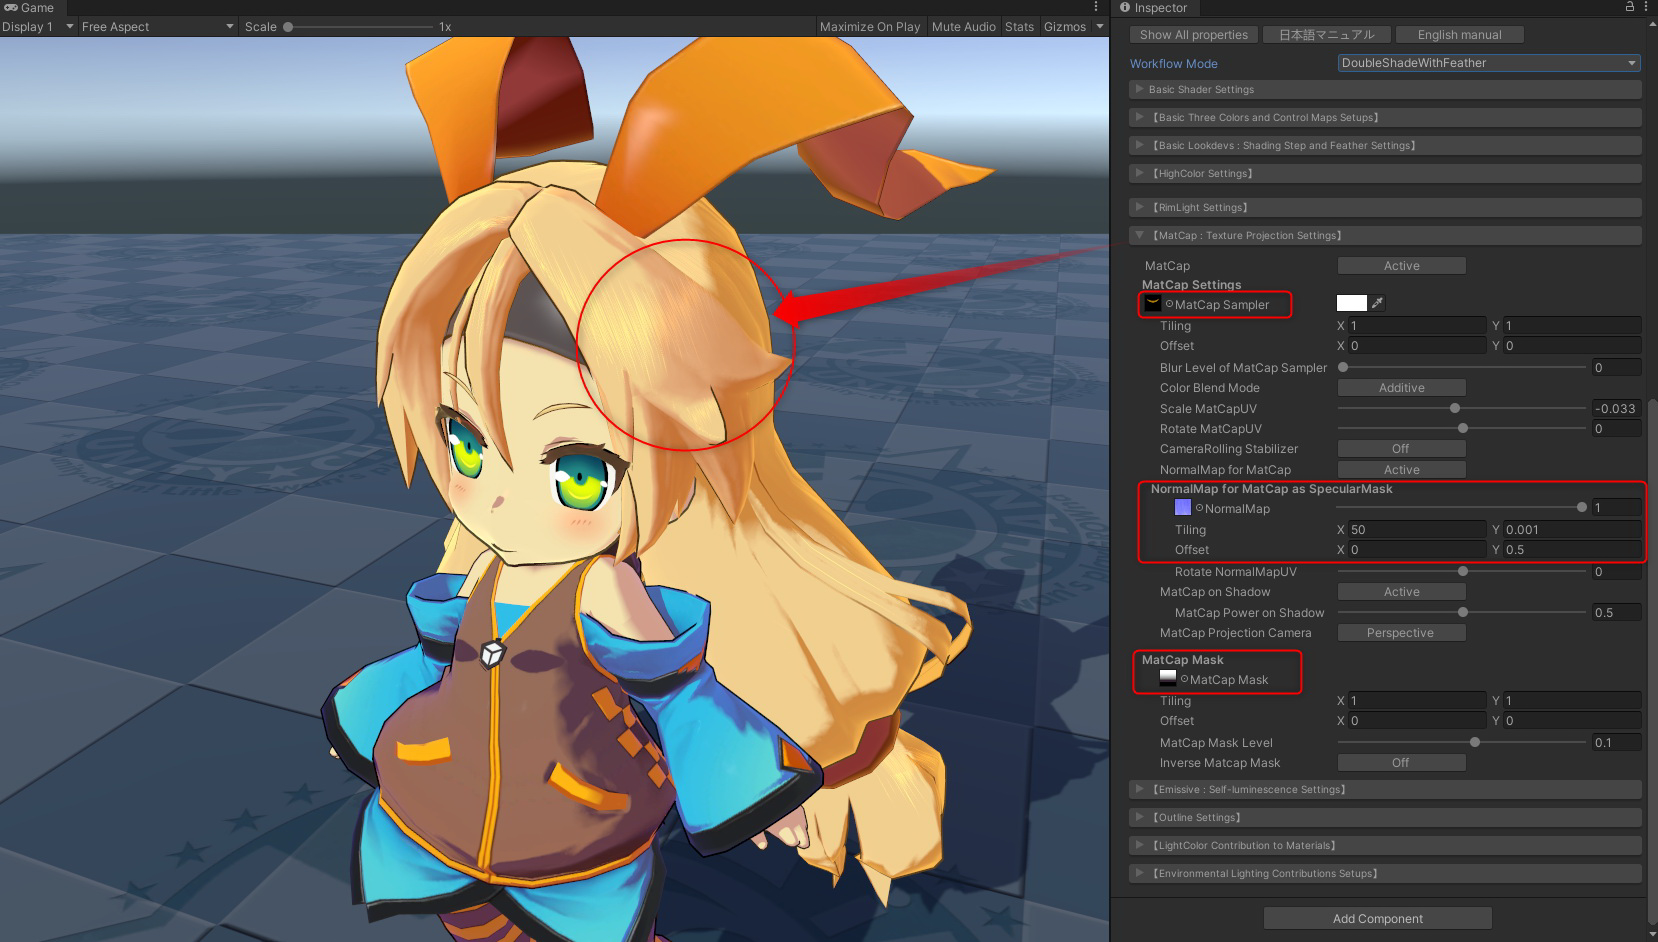 Game
Display 1
Free Aspect
Scale
1x
Maximize On Play
Mute Audio
Stats
Gizmos
Inspector
Show All properties
日本語マニュアル
English manual
Workflow Mode
DoubleShadeWithFeather
Basic Shader Settings
【Basic Three Colors and Control Maps Setups】
【Basic Lookdevs : Shading Step and Feather Settings】
【HighColor Settings】
【RimLight Settings】
【MatCap : Texture Projection Settings】
MatCap Active
MatCap Settings
MatCap Sampler
Tiling X 1 Y 1
Offset X 0 Y 0
Blur Level of MatCap Sampler 0
Color Blend Mode Additive
Scale MatCapUV -0.033
Rotate MatCapUV 0
CameraRolling Stabilizer Off
NormalMap for MatCap Active
NormalMap for MatCap as SpecularMask
NormalMap 1
Tiling X 50 Y 0.001
Offset X 0 Y 0.5
Rotate NormalMapUV 0
MatCap on Shadow Active
MatCap Power on Shadow 0.5
MatCap Projection Camera Perspective
MatCap Mask
MatCap Mask
Tiling X 1 Y 1
Offset X 0 Y 0
MatCap Mask Level 0.1
Inverse Matcap Mask Off
【Emissive : Self-luminescence Settings】
【Outline Settings】
【LightColor Contribution to Materials】
【Environmental Lighting Contributions Setups】
Add Component